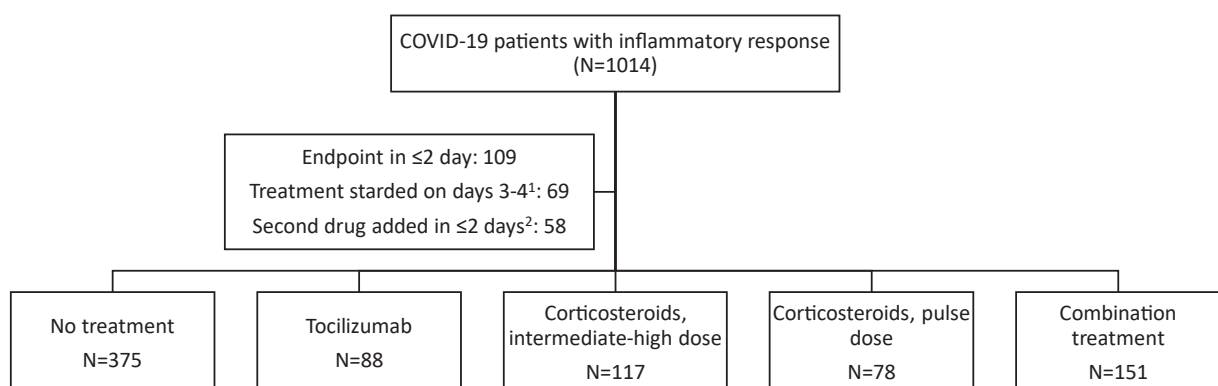 COVID-19 patients with inflammatory response
(N=1014)
Endpoint in ≤2 day: 109
Treatment starded on days 3-4¹: 69
Second drug added in ≤2 days²: 58
No treatment
N=375
Tocilizumab
N=88
Corticosteroids,
intermediate-high dose
N=117
Corticosteroids, pulse
dose
N=78
Combination
treatment
N=151